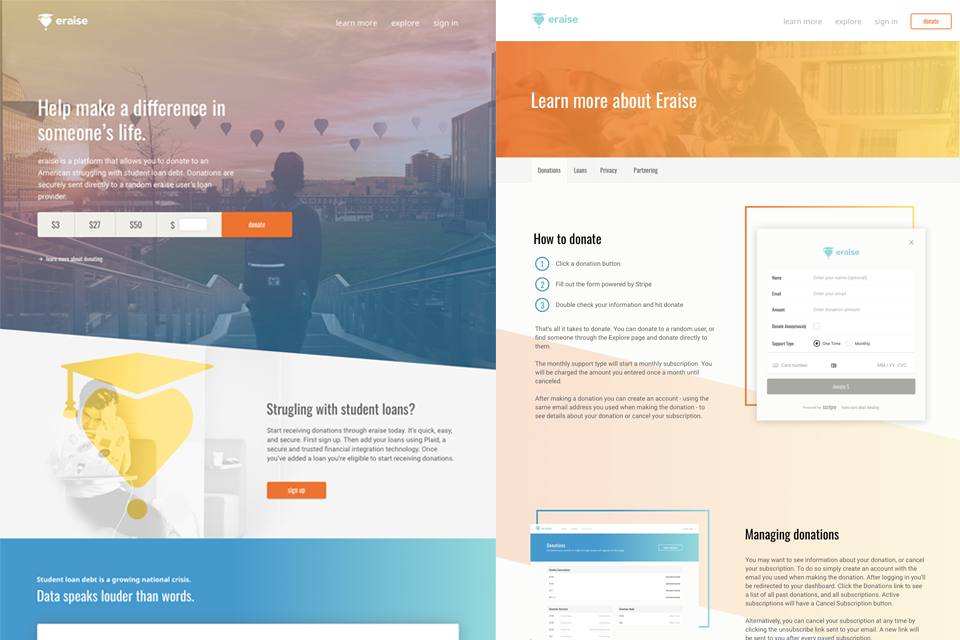 eraise
learn more
explore
sign in
Help make a difference in
someone's life.
eraise is a platform that allows you to donate to an
American struggling with student loan debt. Donations are
securely sent directly to a random eraise user's loan
provider.
$3
$27
$50
$
donate
learn more about donating
Strugling with student loans?
Start receiving donations through eraise today. It's quick, easy,
and secure. First sign up. Then add your loans using Plaid, a
secure and trusted financial integration technology. Once
you've added a loan you're eligible to start receiving donations.
sign up
Student loan debt is a growing national crisis.
Data speaks louder than words.
eraise
learn more
explore
sign in
donate
Learn more about Eraise
Donations
Loans
Privacy
Partnering
How to donate
1 Click a donation button.
2 Fill out the form powered by Stripe
3 Double check your information and hit donate
That's all it takes to donate. You can donate to a random user, or
find someone through the Explore page and donate directly to
them.
The monthly support type will start a monthly subscription. You
will be charged the amount you entered once a month until
canceled.
After making a donation you can create an account - using the
same email address you used when making the donation - to
see details about your donation or cancel your subscription.
eraise
Name Enter your name (optional)
Email Enter your email
Amount Enter donation amount
Donate Anonymously
Support Type One Time Monthly
Card number MM / YY CVC
donate $
Powered by stripe learn more about donating
Donations
Managing donations
You may want to see information about your donation, or cancel
your subscription. To do so simply create an account with the
email you used when making the donation. After logging in you'll
be redirected to your dashboard. Click the Donations link to see
a list of all past donations, and all subscriptions. Active
subscriptions will have a Cancel Subscription button.
Alternatively, you can cancel your subscription at any time by
clicking the unsubscribe link sent to your email. A new link will
be sent to you after every payed subscription.